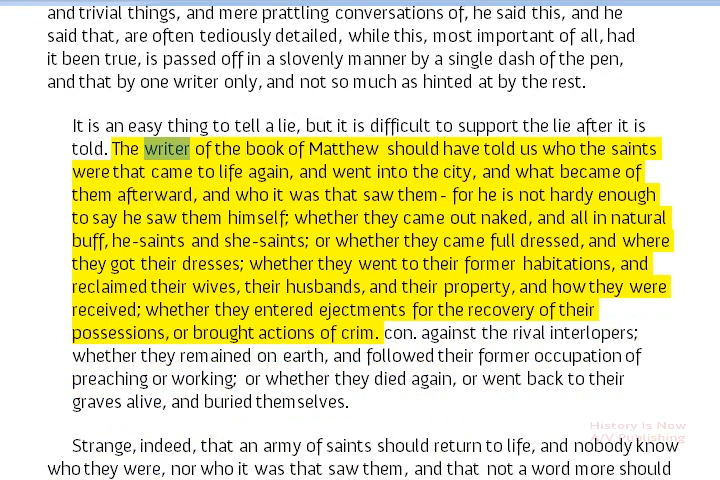 and trivial things, and mere prattling conversations of, he said this, and he
said that, are often tediously detailed, while this, most important of all, had
it been true, is passed off in a slovenly manner by a single dash of the pen,
and that by one writer only, and not so much as hinted at by the rest.
It is an easy thing to tell a lie, but it is difficult to support the lie after it is
told. The writer of the book of Matthew should have told us who the saints
were that came to life again, and went into the city, and what became of
them afterward, and who it was that saw them- for he is not hardy enough
to say he saw them himself; whether they came out naked, and all in natural
buff, he-saints and she-saints; or whether they came full dressed, and where
they got their dresses; whether they went to their former habitations, and
reclaimed their wives, their husbands, and their property, and how they were
received; whether they entered ejectments for the recovery of their
possessions, or brought actions of crim. con. against the rival interlopers;
whether they remained on earth, and followed their former occupation of
preaching or working; or whether they died again, or went back to their
graves alive, and buried themselves.
History Is Now
A/V Publishing
Strange, indeed, that an army of saints should return to life, and nobody know
who they were, nor who it was that saw them, and that not a word more should